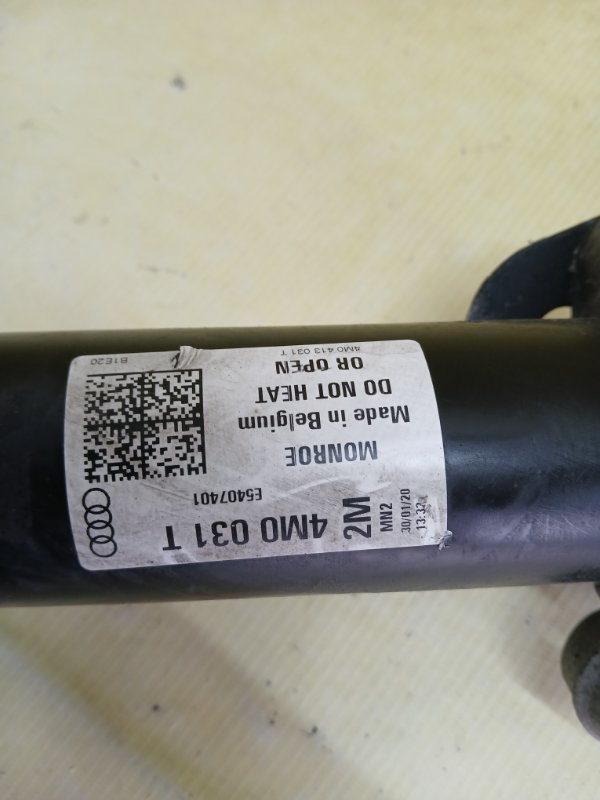 4M0 031 T
2M
E5407401
MN2
30/01/20
13:32
MONROE
Made in Belgium
DO NOT HEAT
OR OPEN
4M0 413 031 T
B1E20